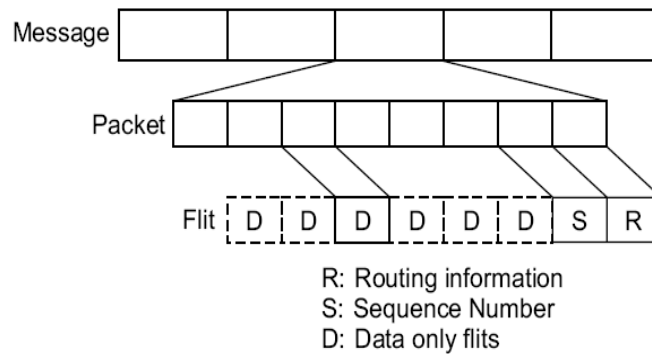 Message
Packet
Flit D D D D D D S R
R: Routing information
S: Sequence Number
D: Data only flits